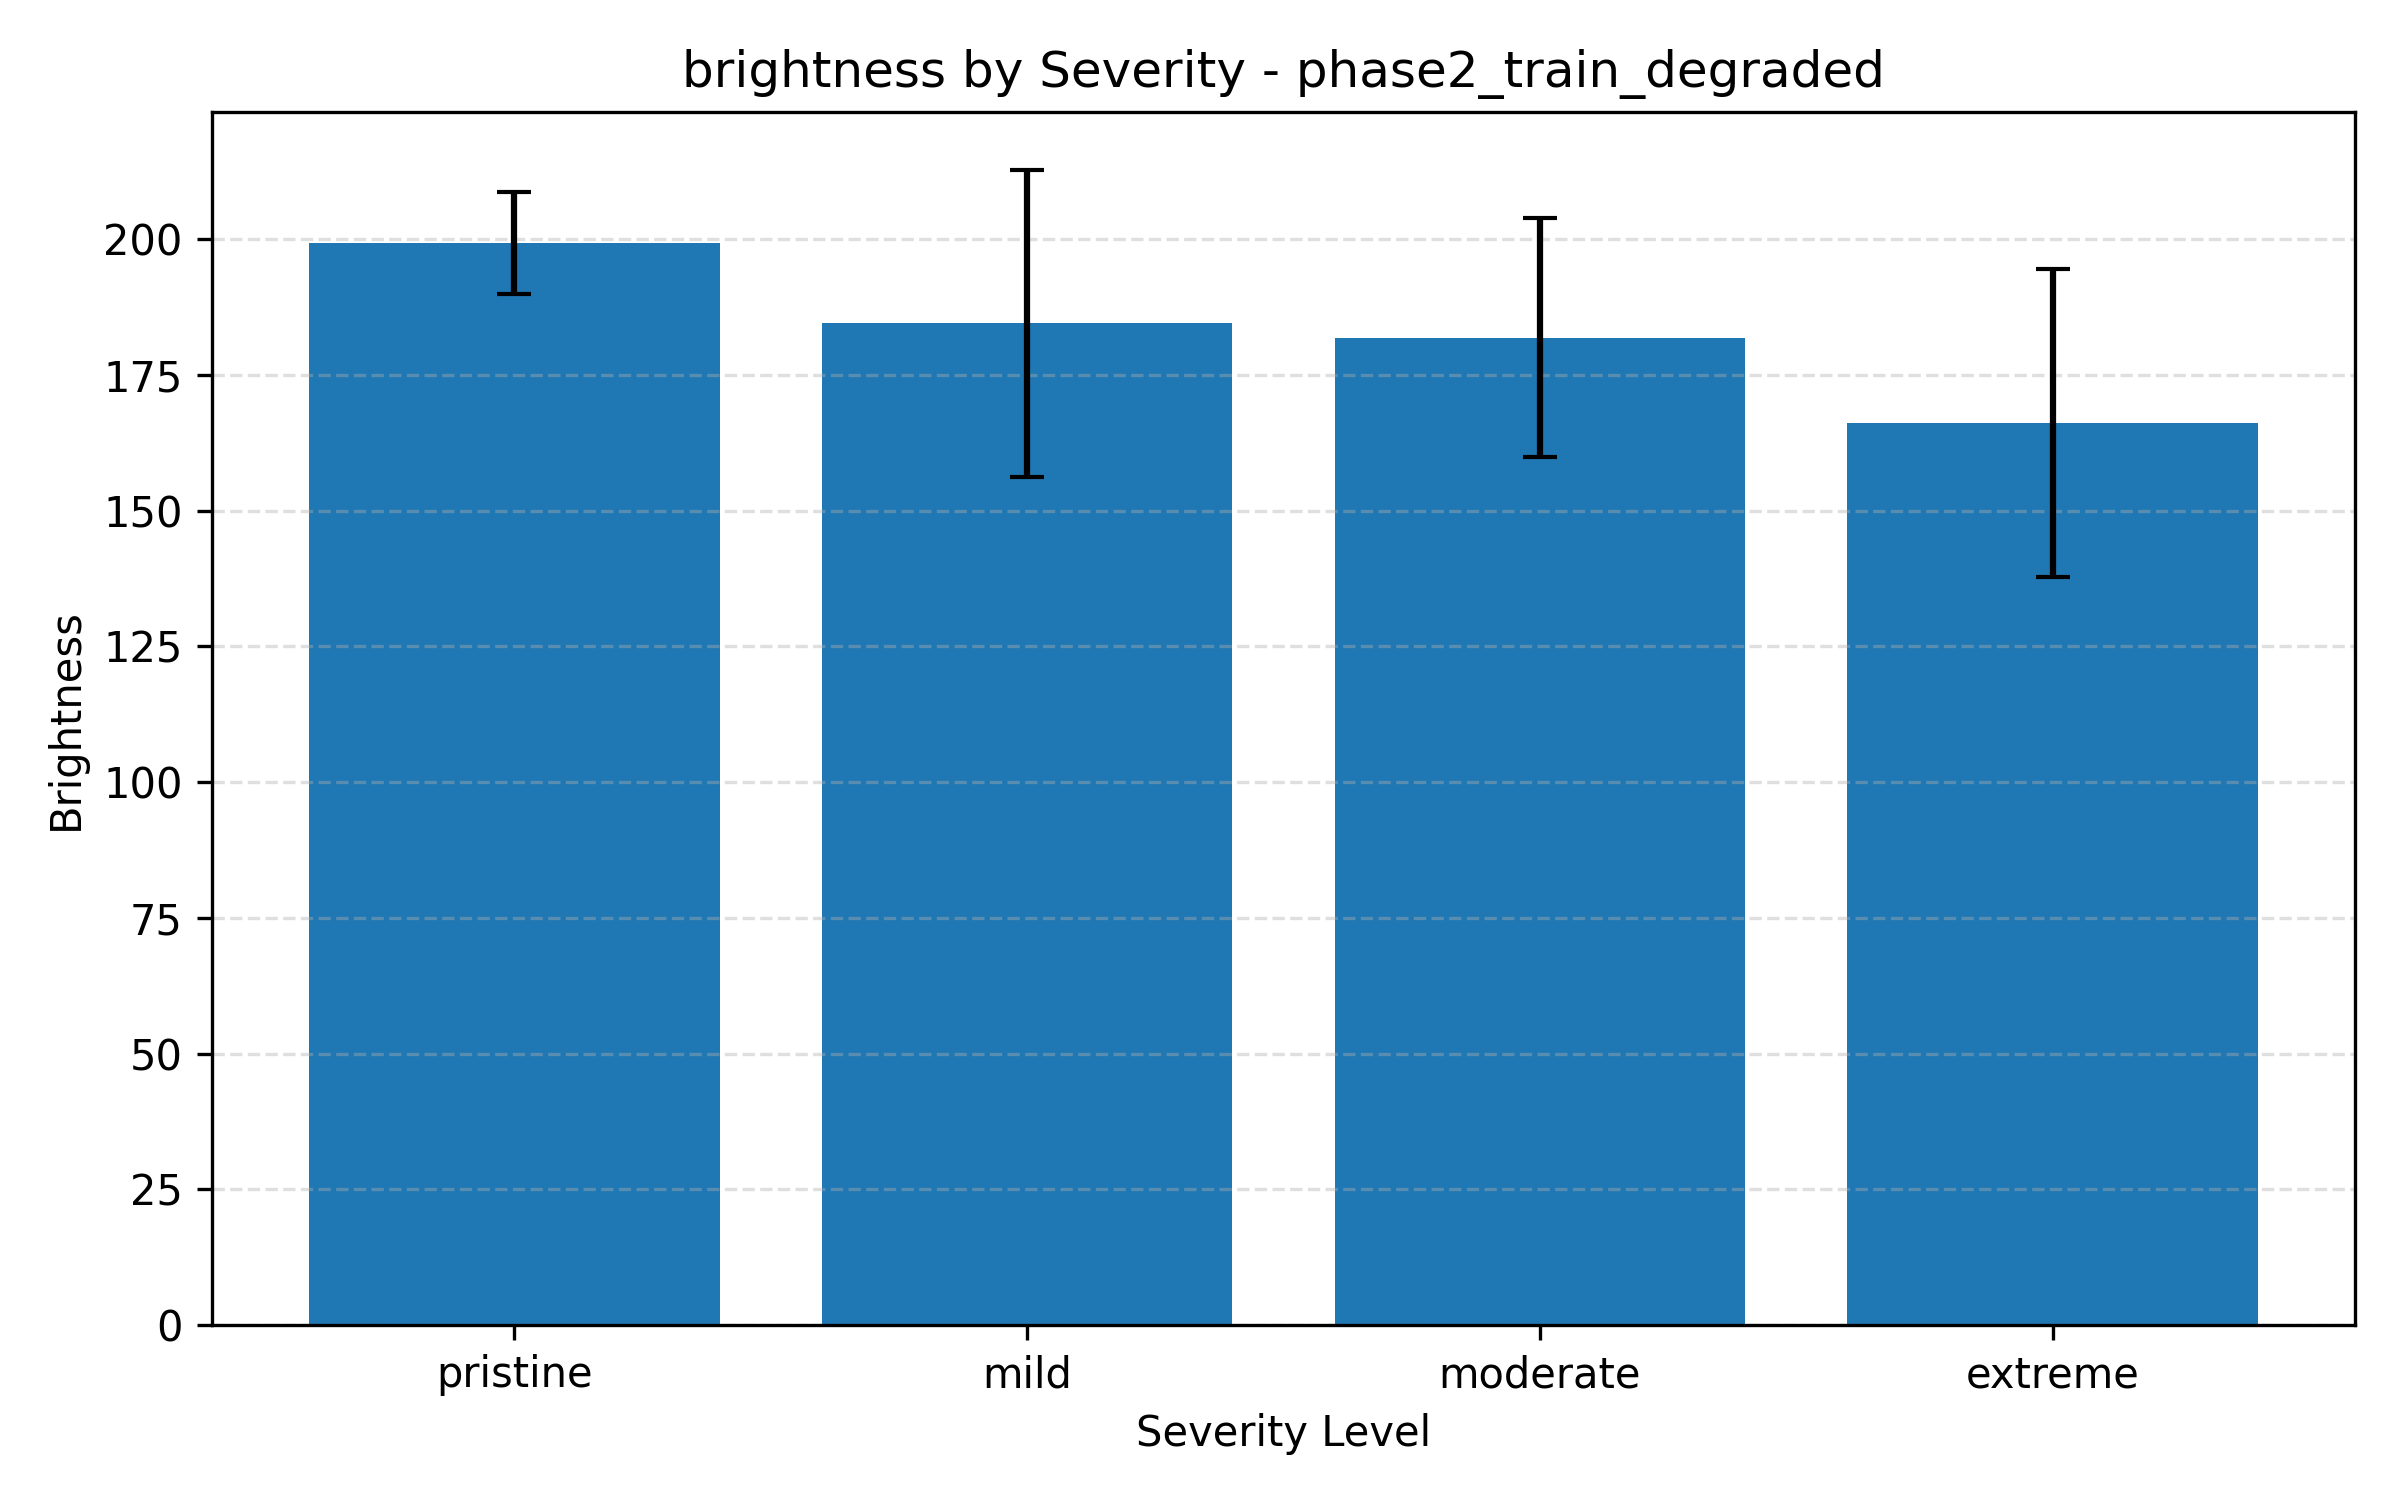 brightness by Severity - phase2_train_degraded
200
175
150
125
100
75
50
25
0
Brightness
pristine mild moderate extreme
Severity Level